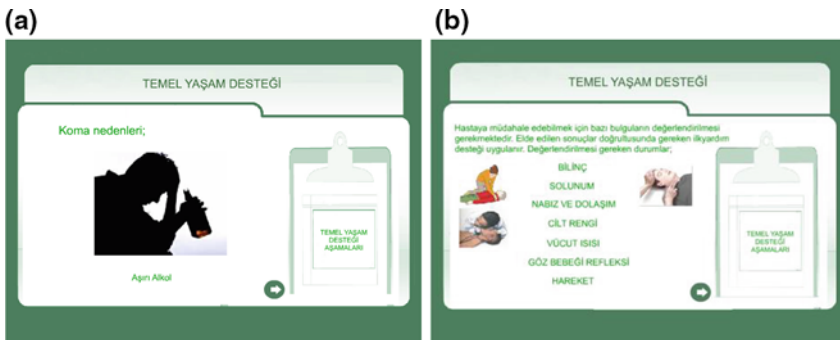 (a)
TEMEL YAŞAM DESTEĞİ
Koma nedenleri;
Aşırı Alkol
TEMEL YAŞAM
DESTEĞİ
AŞAMALARI
(b)
TEMEL YAŞAM DESTEĞİ
Hastaya müdahale edebilmek için bazı bulguların değerlendirilmesi
gerekmektedir. Elde edilen sonuçlar doğrultusunda gereken ilkyardım
desteği uygulanır. Değerlendirilmesi gereken durumlar;
BİLİNÇ
SOLUNUM
NABIZ VE DOLAŞIM
CİLT RENGİ
VÜCUT ISISI
GÖZ BEBEĞİ REFLEKSİ
HAREKET
TEMEL YAŞAM
DESTEĞİ
AŞAMALARI